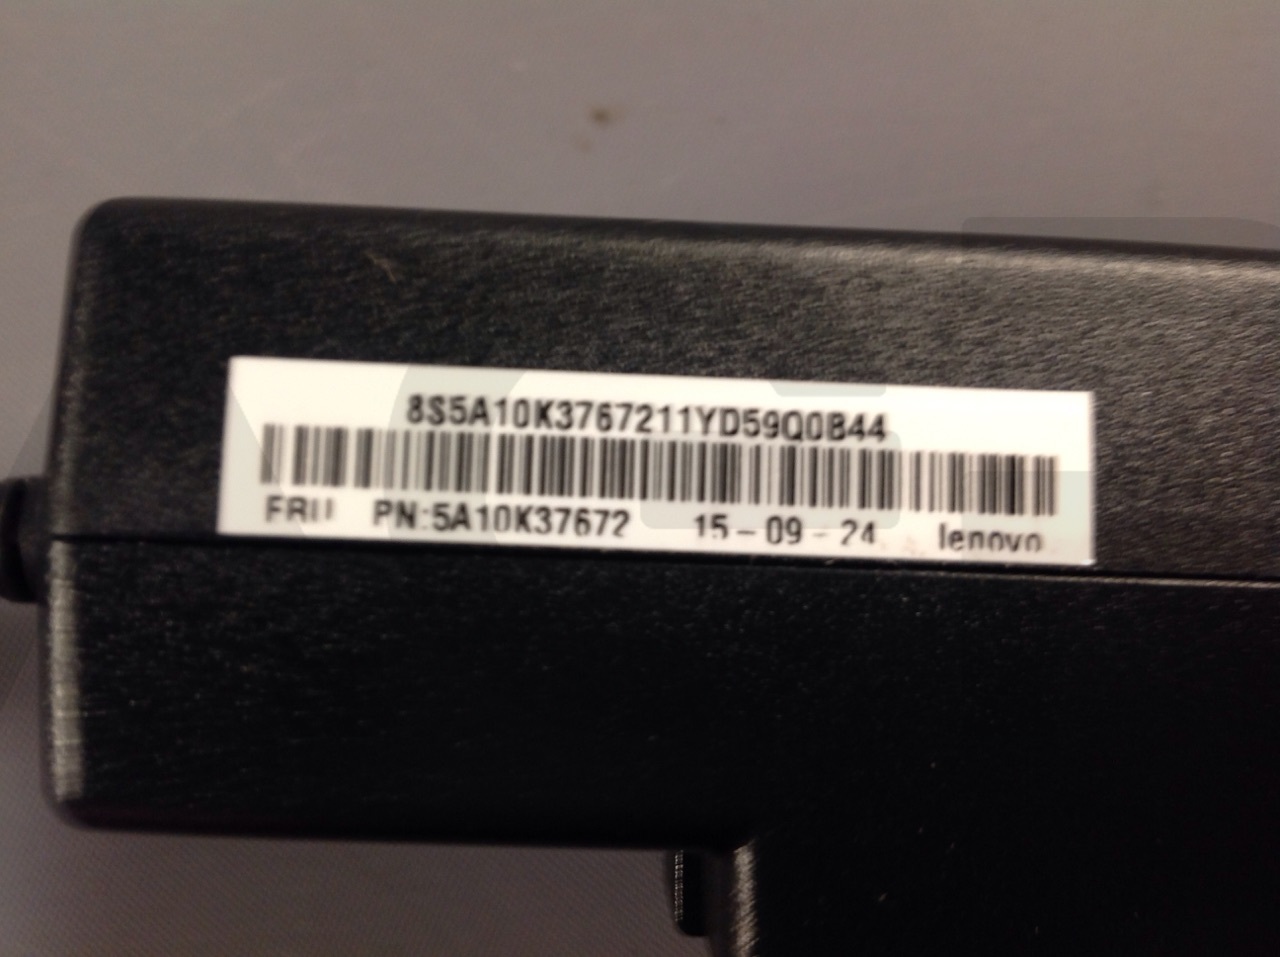 8S5A10K3767211YD59Q0B44
FRU PN:5A10K37672 15-09-24 lenovo